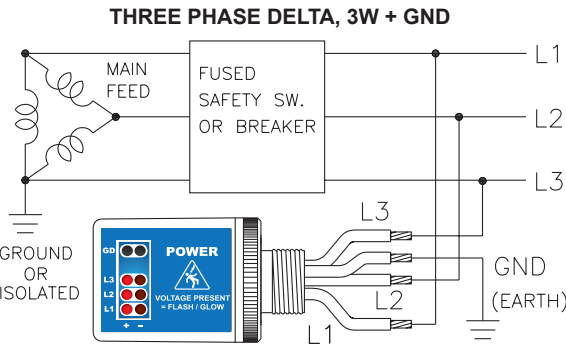 THREE PHASE DELTA, 3W + GND
MAIN
FEED
FUSED
SAFETY SW.
OR BREAKER
L1
L2
L3
GROUND
OR
ISOLATED
GD
L3
L2
L1
+ -
POWER
VOLTAGE PRESENT
= FLASH / GLOW
L3
L2
L1
GND
(EARTH)